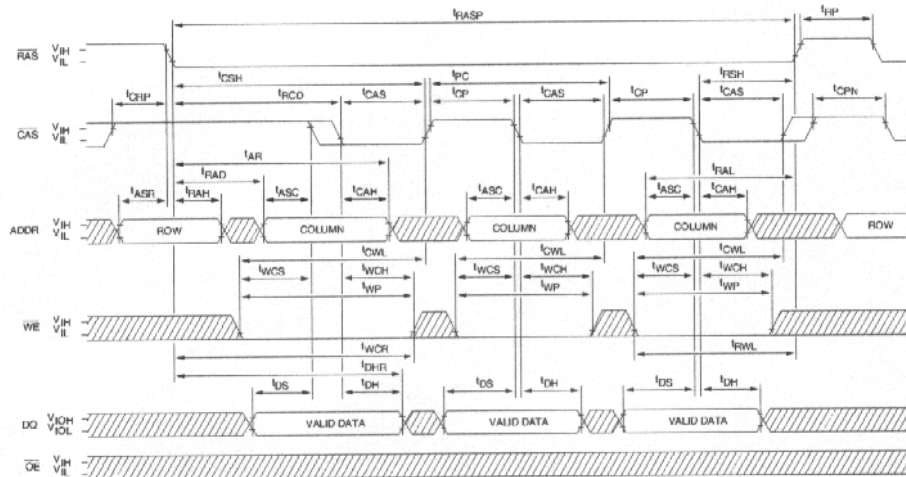 tRASP
tRP
RAS VIH
VIL
tCSH
tPC
tRSH
tCRP
tRCD
tCAS
tCP
tCAS
tCP
tCAS
tCPN
CAS VIH
VIL
tAR
tRAD
tRAL
tASR
tRAH
tASC
tCAH
tASC
tCAH
tASC
tCAH
ADDR VIH
VIL
ROW
COLUMN
COLUMN
COLUMN
ROW
tCWL
tCWL
tCWL
tWCS
tWCH
tWCS
tWCH
tWCS
tWCH
tWP
tWP
tWP
WE VIH
VIL
tWCR
tRWL
tDHR
tDS
tDH
tDS
tDH
tDS
tDH
DQ VIOH
VIOL
VALID DATA
VALID DATA
VALID DATA
OE VIH
VIL